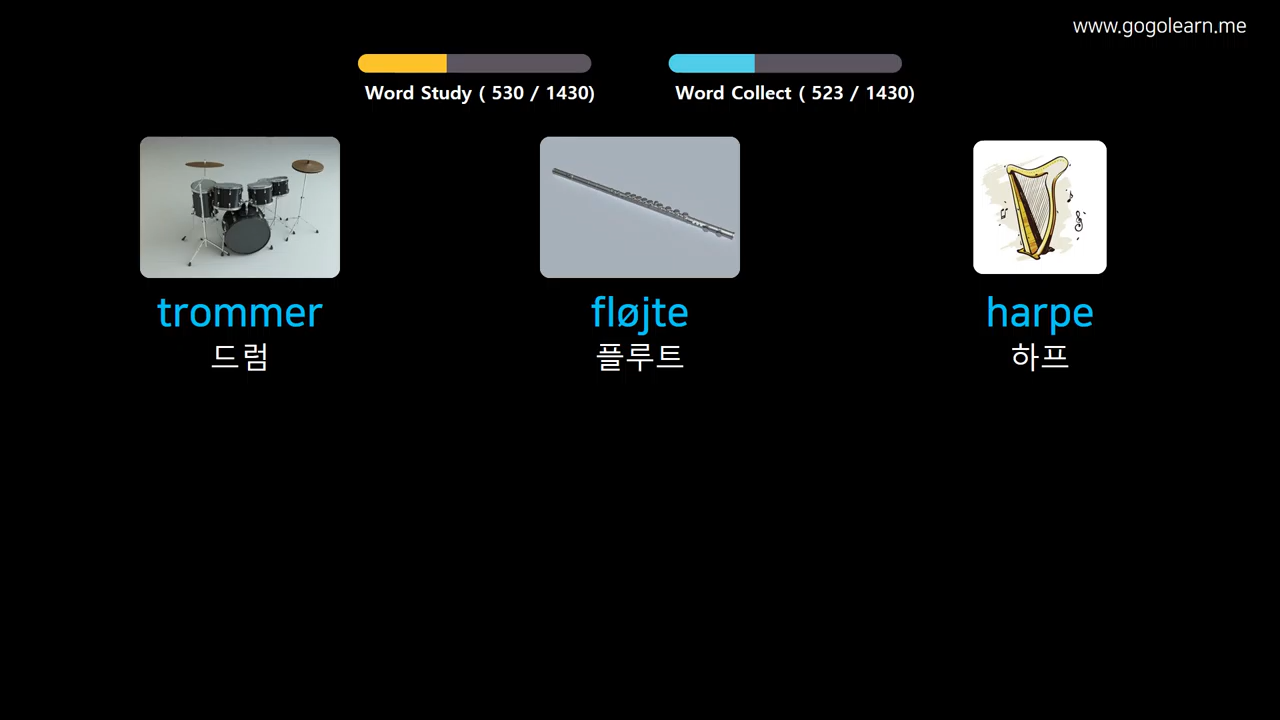 www.gogolearn.me
Word Study ( 530 / 1430)
Word Collect ( 523 / 1430)
trommer
드럼
fløjte
플루트
harpe
하프